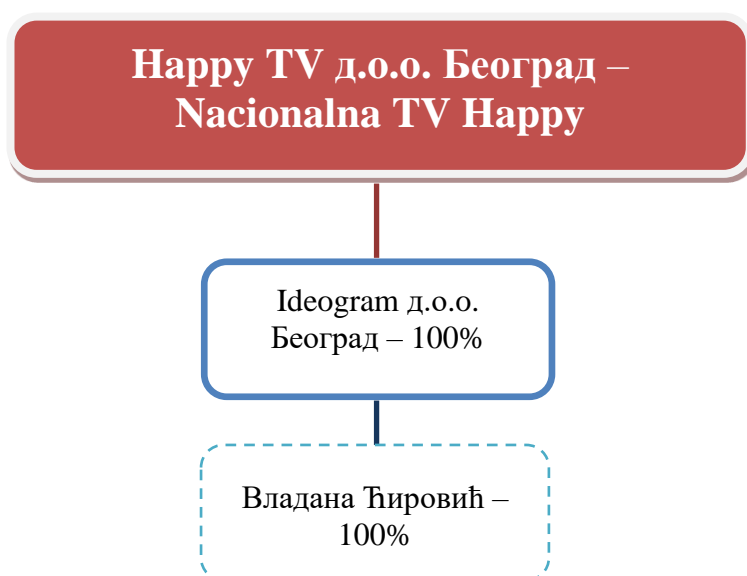 Happy TV д.о.о. Београд –
Nacionalna TV Happy
Ideogram д.о.о.
Београд – 100%
Владана Ћировић –
100%